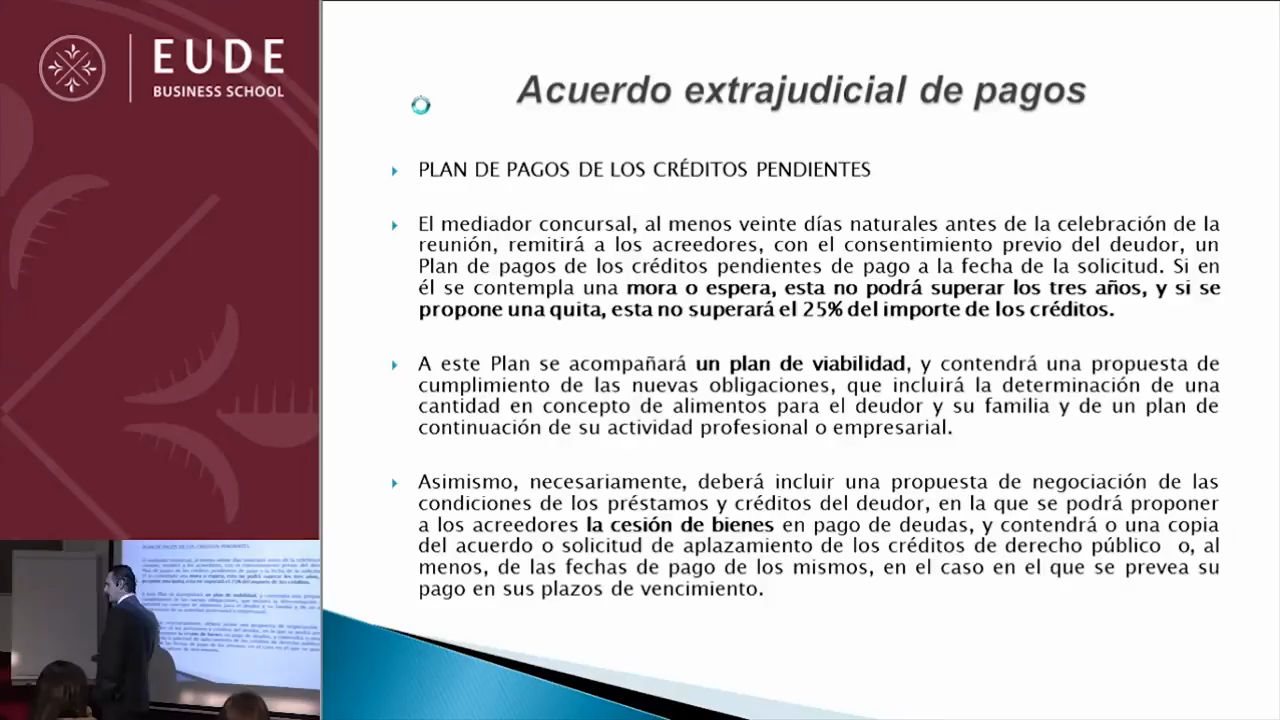 EUDE
BUSINESS SCHOOL
Acuerdo extrajudicial de pagos
PLAN DE PAGOS DE LOS CRÉDITOS PENDIENTES
El mediador concursal, al menos veinte días naturales antes de la celebración de la
reunión, remitirá a los acreedores, con el consentimiento previo del deudor, un
Plan de pagos de los créditos pendientes de pago a la fecha de la solicitud. Si en
él se contempla una mora o espera, esta no podrá superar los tres años, y si se
propone una quita, esta no superará el 25% del importe de los créditos.
A este Plan se acompañará un plan de viabilidad, y contendrá una propuesta de
cumplimiento de las nuevas obligaciones, que incluirá la determinación de una
cantidad en concepto de alimentos para el deudor y su familia y de un plan de
continuación de su actividad profesional o empresarial.
Asimismo, necesariamente, deberá incluir una propuesta de negociación de las
condiciones de los préstamos y créditos del deudor, en la que se podrá proponer
a los acreedores la cesión de bienes en pago de deudas, y contendrá o una copia
del acuerdo o solicitud de aplazamiento de los créditos de derecho público o, al
menos, de las fechas de pago de los mismos, en el caso en el que se prevea su
pago en sus plazos de vencimiento.